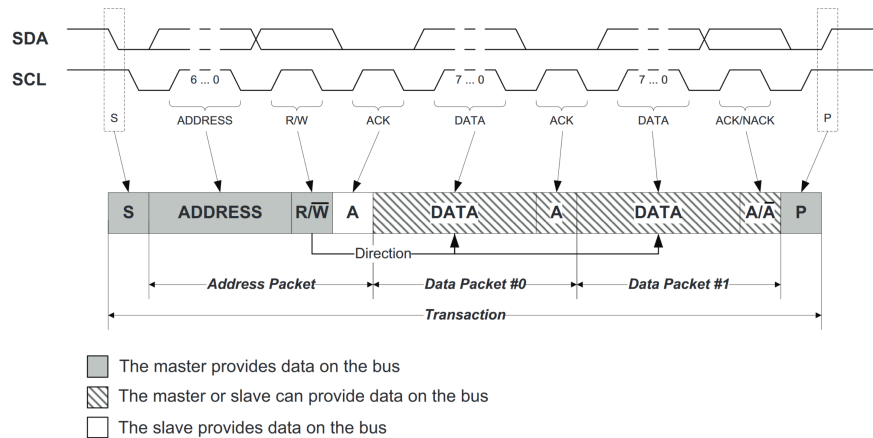 SDA
SCL
6 ... 0 7 ... 0 7 ... 0
S ADDRESS R/W ACK DATA ACK DATA ACK/NACK P
S ADDRESS R/W̅ A DATA A DATA A/A̅ P
Direction
Address Packet Data Packet #0 Data Packet #1
Transaction
The master provides data on the bus
The master or slave can provide data on the bus
The slave provides data on the bus